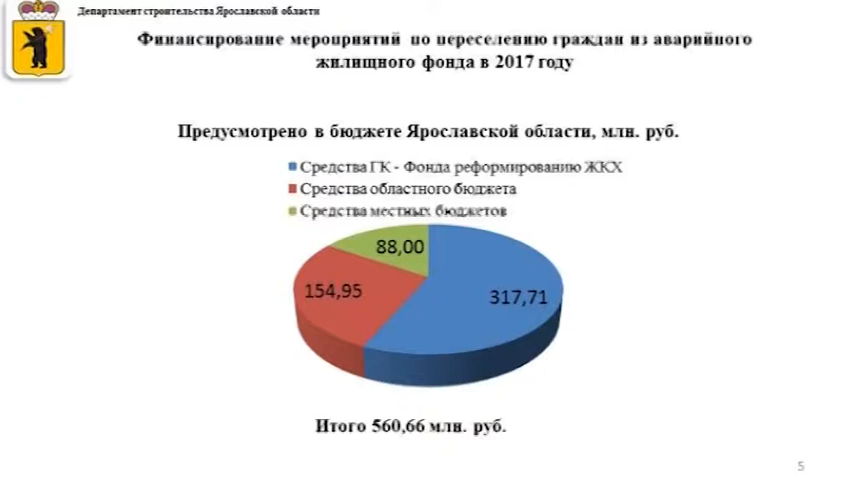 Департамент строительства Ярославской области
Финансирование мероприятий по переселению граждан из аварийного
жилищного фонда в 2017 году
Предусмотрено в бюджете Ярославской области, млн. руб.
Средства ГК - Фонда реформированию ЖКХ
Средства областного бюджета
Средства местных бюджетов
88,00
154,95
317,71
Итого 560,66 млн. руб.
5